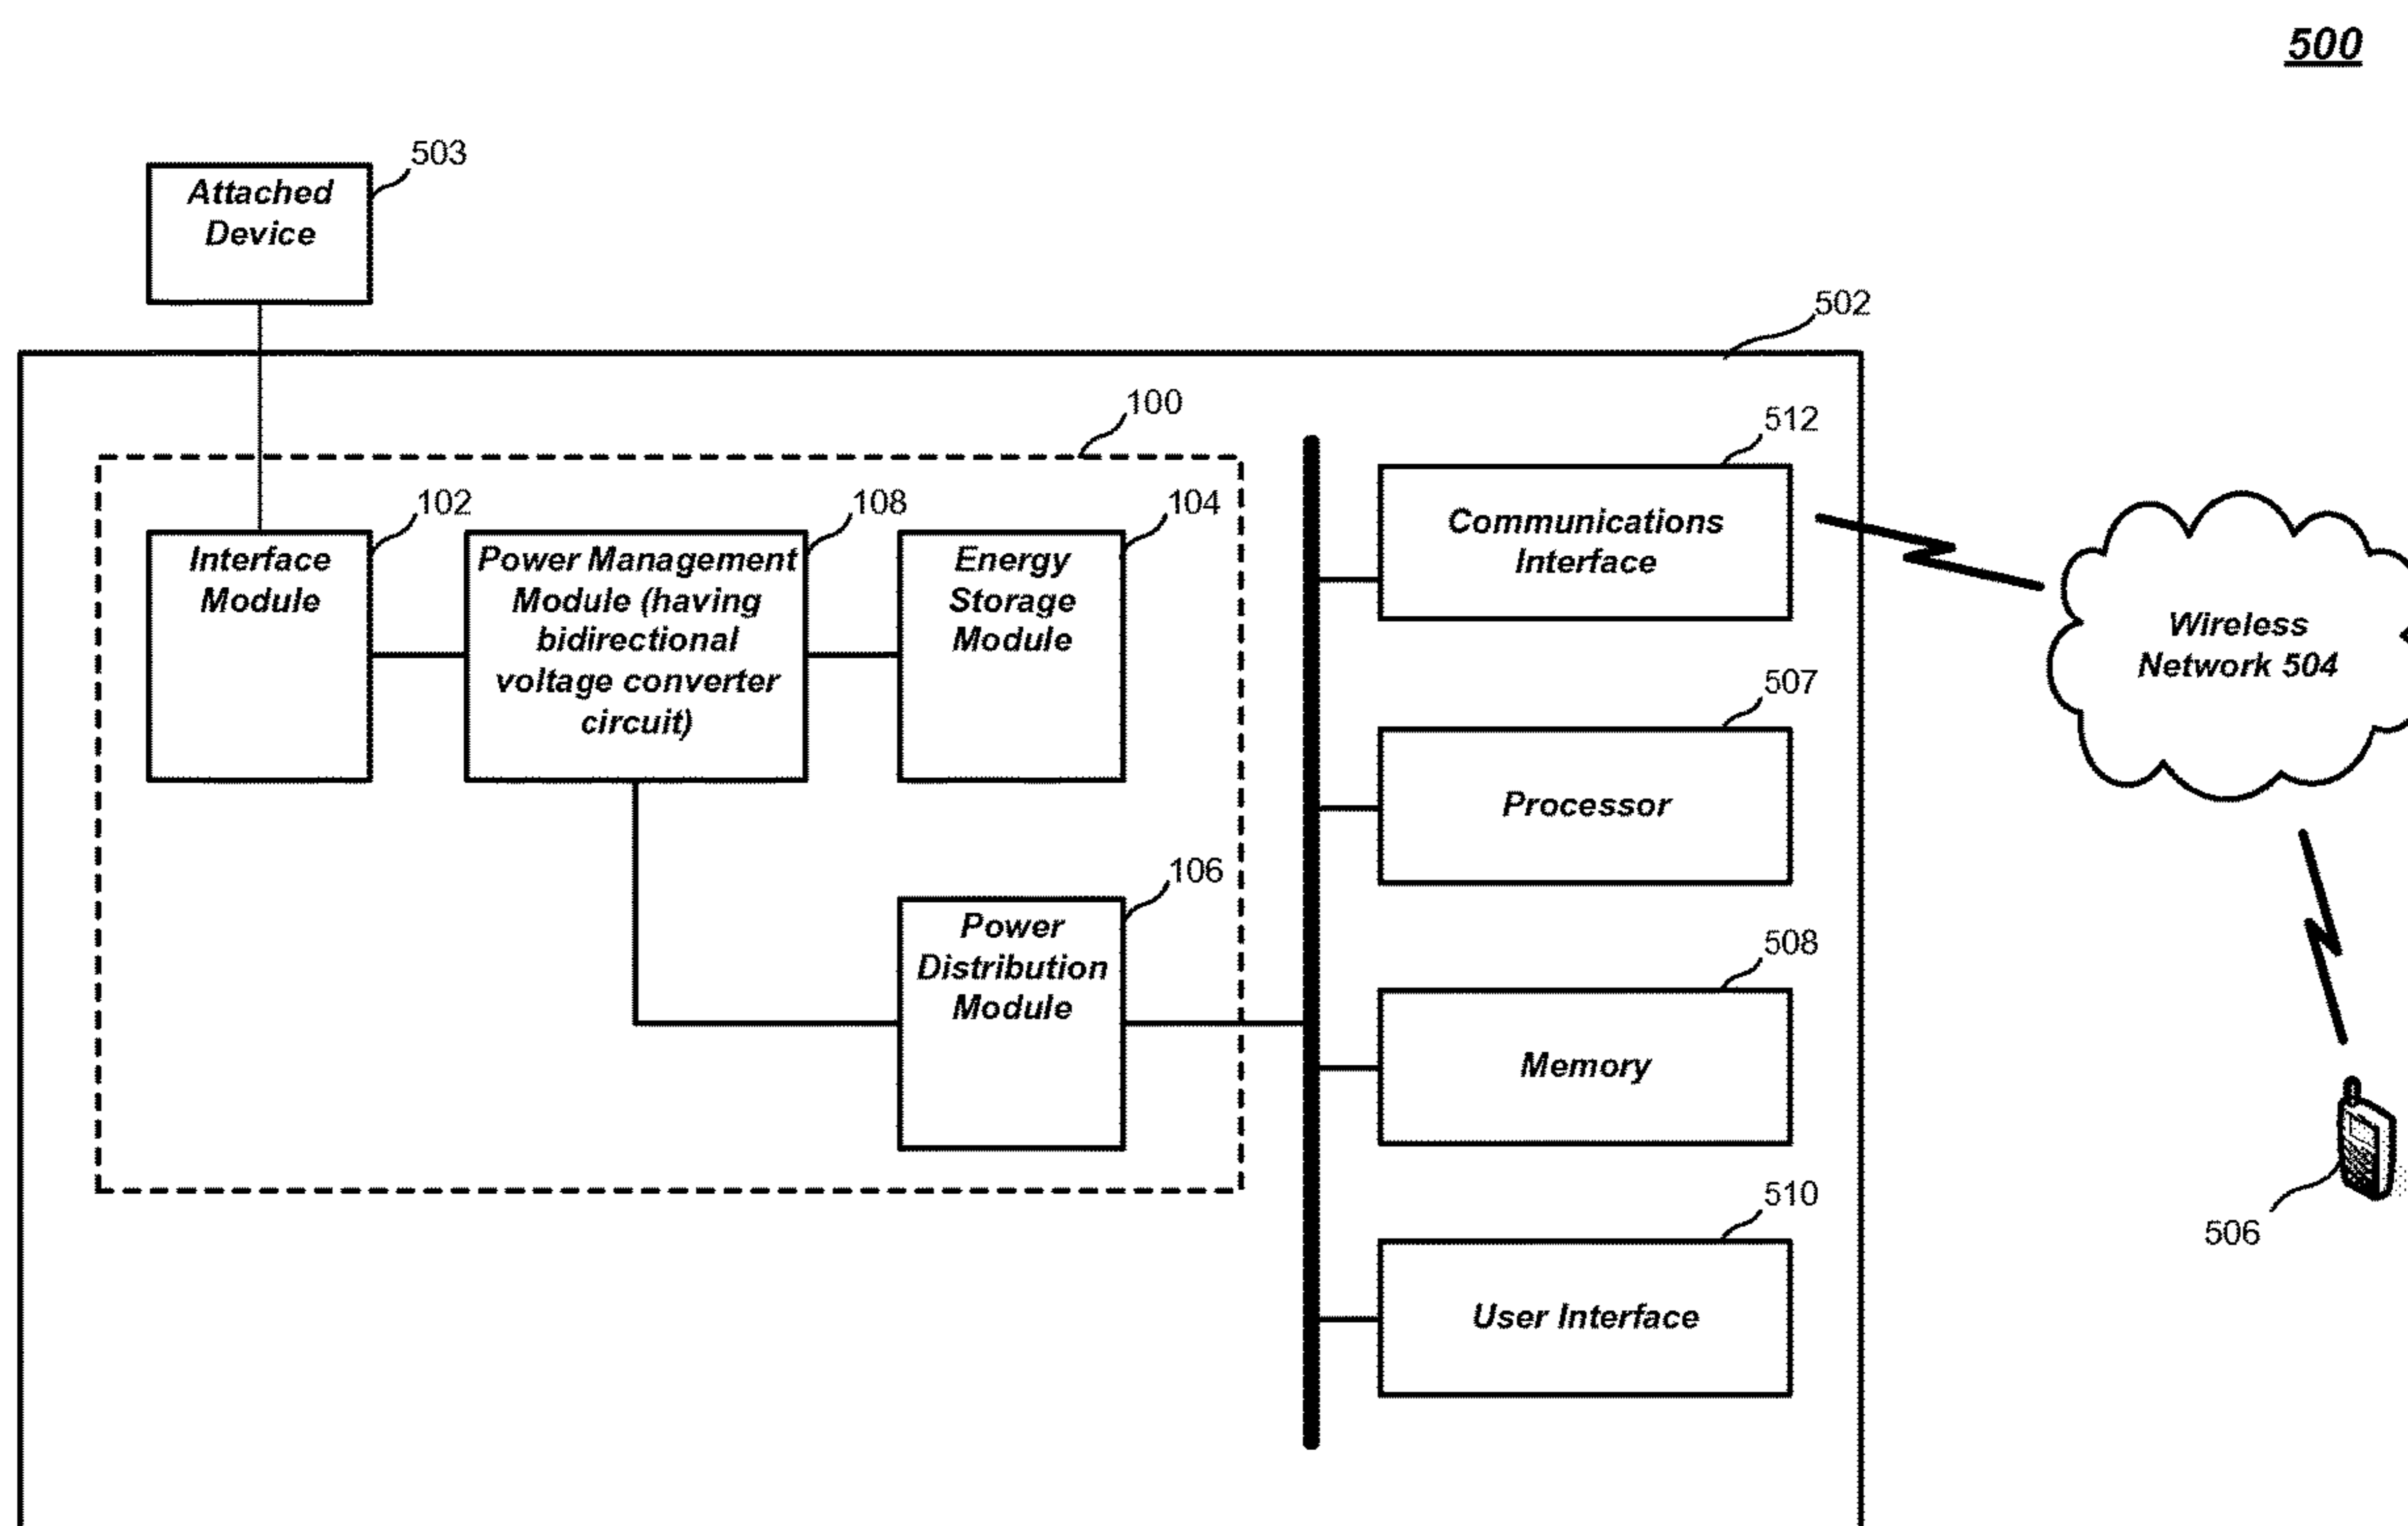 500
503
Attached
Device
502
100
512
102
108
104
Interface
Module
Power Management
Module (having
bidirectional
voltage converter
circuit)
Energy
Storage
Module
Communications
Interface
Wireless
Network 504
507
Processor
106
Power
Distribution
Module
508
Memory
510
User Interface
506